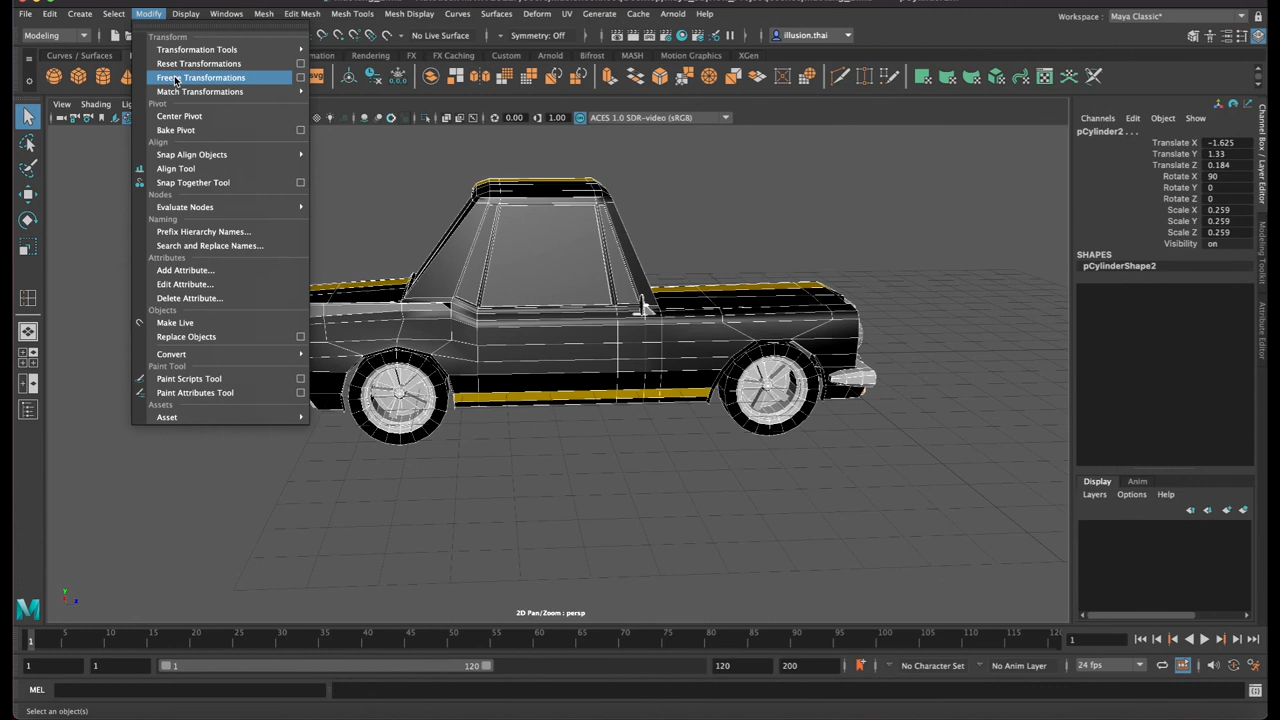 File Edit Create Select Modify Display Windows Mesh Edit Mesh Mesh Tools Mesh Display Curves Surfaces Deform UV Generate Cache Arnold Help
Workspace : Maya Classic*
Modeling
No Live Surface
Symmetry: Off
illusion.thai
Curves / Surfaces
Rendering FX FX Caching Custom Arnold Bifrost MASH Motion Graphics XGen
View Shading
0.00 1.00 ACES 1.0 SDR-video (sRGB)
Transform
Transformation Tools
Reset Transformations
Freeze Transformations
Match Transformations
Pivot
Center Pivot
Bake Pivot
Align
Snap Align Objects
Align Tool
Snap Together Tool
Nodes
Evaluate Nodes
Naming
Prefix Hierarchy Names...
Search and Replace Names...
Attributes
Add Attribute...
Edit Attribute...
Delete Attribute...
Objects
Make Live
Replace Objects
Convert
Paint Tool
Paint Scripts Tool
Paint Attributes Tool
Assets
Asset
2D Pan/Zoom : persp
y
z
Channels Edit Object Show
pCylinder2 . . .
Translate X -1.625
Translate Y 1.33
Translate Z 0.184
Rotate X 90
Rotate Y 0
Rotate Z 0
Scale X 0.259
Scale Y 0.259
Scale Z 0.259
Visibility on
SHAPES
pCylinderShape2
Display Anim
Layers Options Help
Channel Box / Layer Editor
Modeling Toolkit
Attribute Editor
1 5 10 15 20 25 30 35 40 45 50 55 60 65 70 75 80 85 90 95 100 105 110 115 12
1
1 1 1 120 120 200 No Character Set No Anim Layer 24 fps
MEL
Select an object(s)